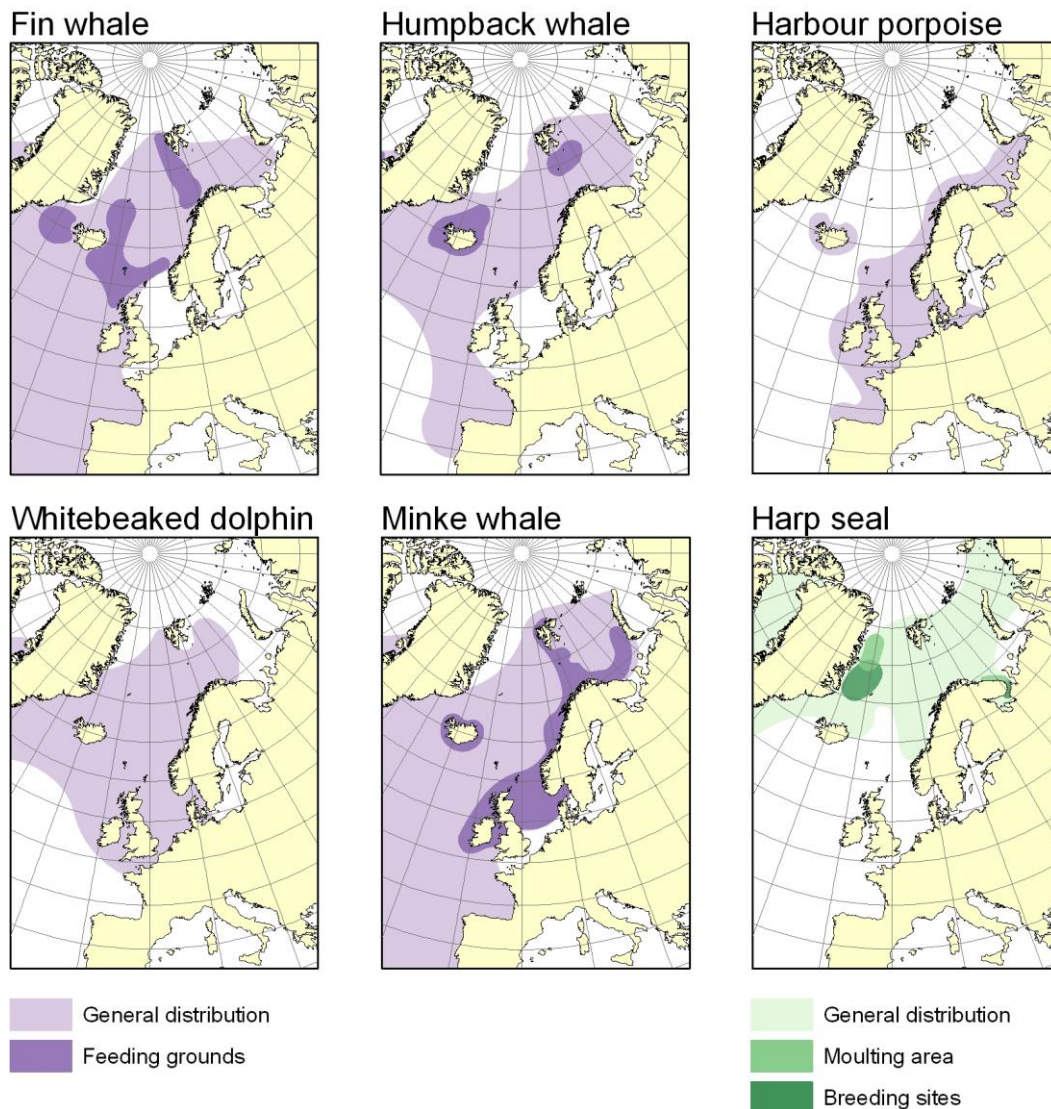 Fin whale
Humpback whale
Harbour porpoise
Whitebeaked dolphin
Minke whale
Harp seal
General distribution
Feeding grounds
General distribution
Moulting area
Breeding sites